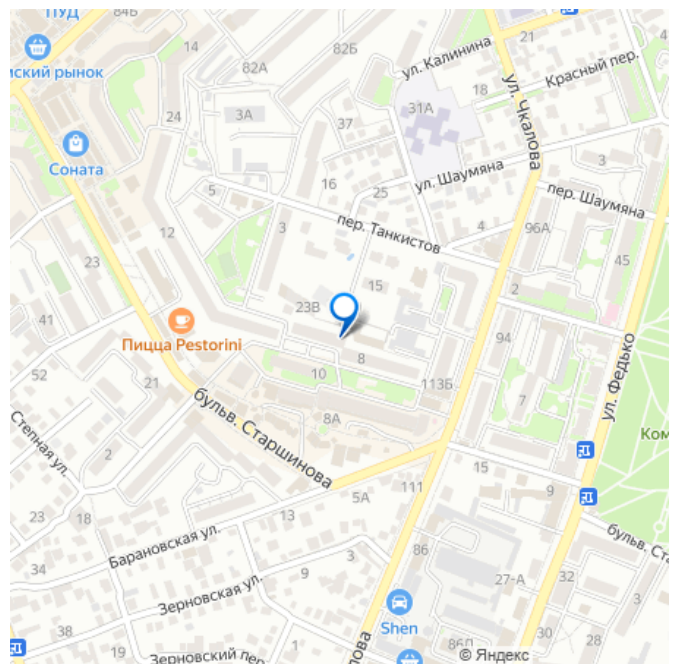 ПУД
84Б
21
14
82Б
ул. Калинина
4
мский рынок
82А
Красный пер.
18
31А
ул. Чкалова
24
3А
37
Соната
3
16
25
ул. Шаумяна
5
пер. Шаумяна
пер. Танкистов
4
96А
12
3
23
45
15
2
23В
41
Пицца Pestorini
94
8
52
10
21
113Б
ул. Федько
7
бульв. Старшинова
8А
Степная ул.
Ком
2
15
5А
111
9
23
18
13
бульв. Ста
Барановская ул.
86
3
34
9
Зерновская ул.
27-А
32
Shen
38
19
1
30
28
Зерновский пер
лова
86Д
© Яндекс